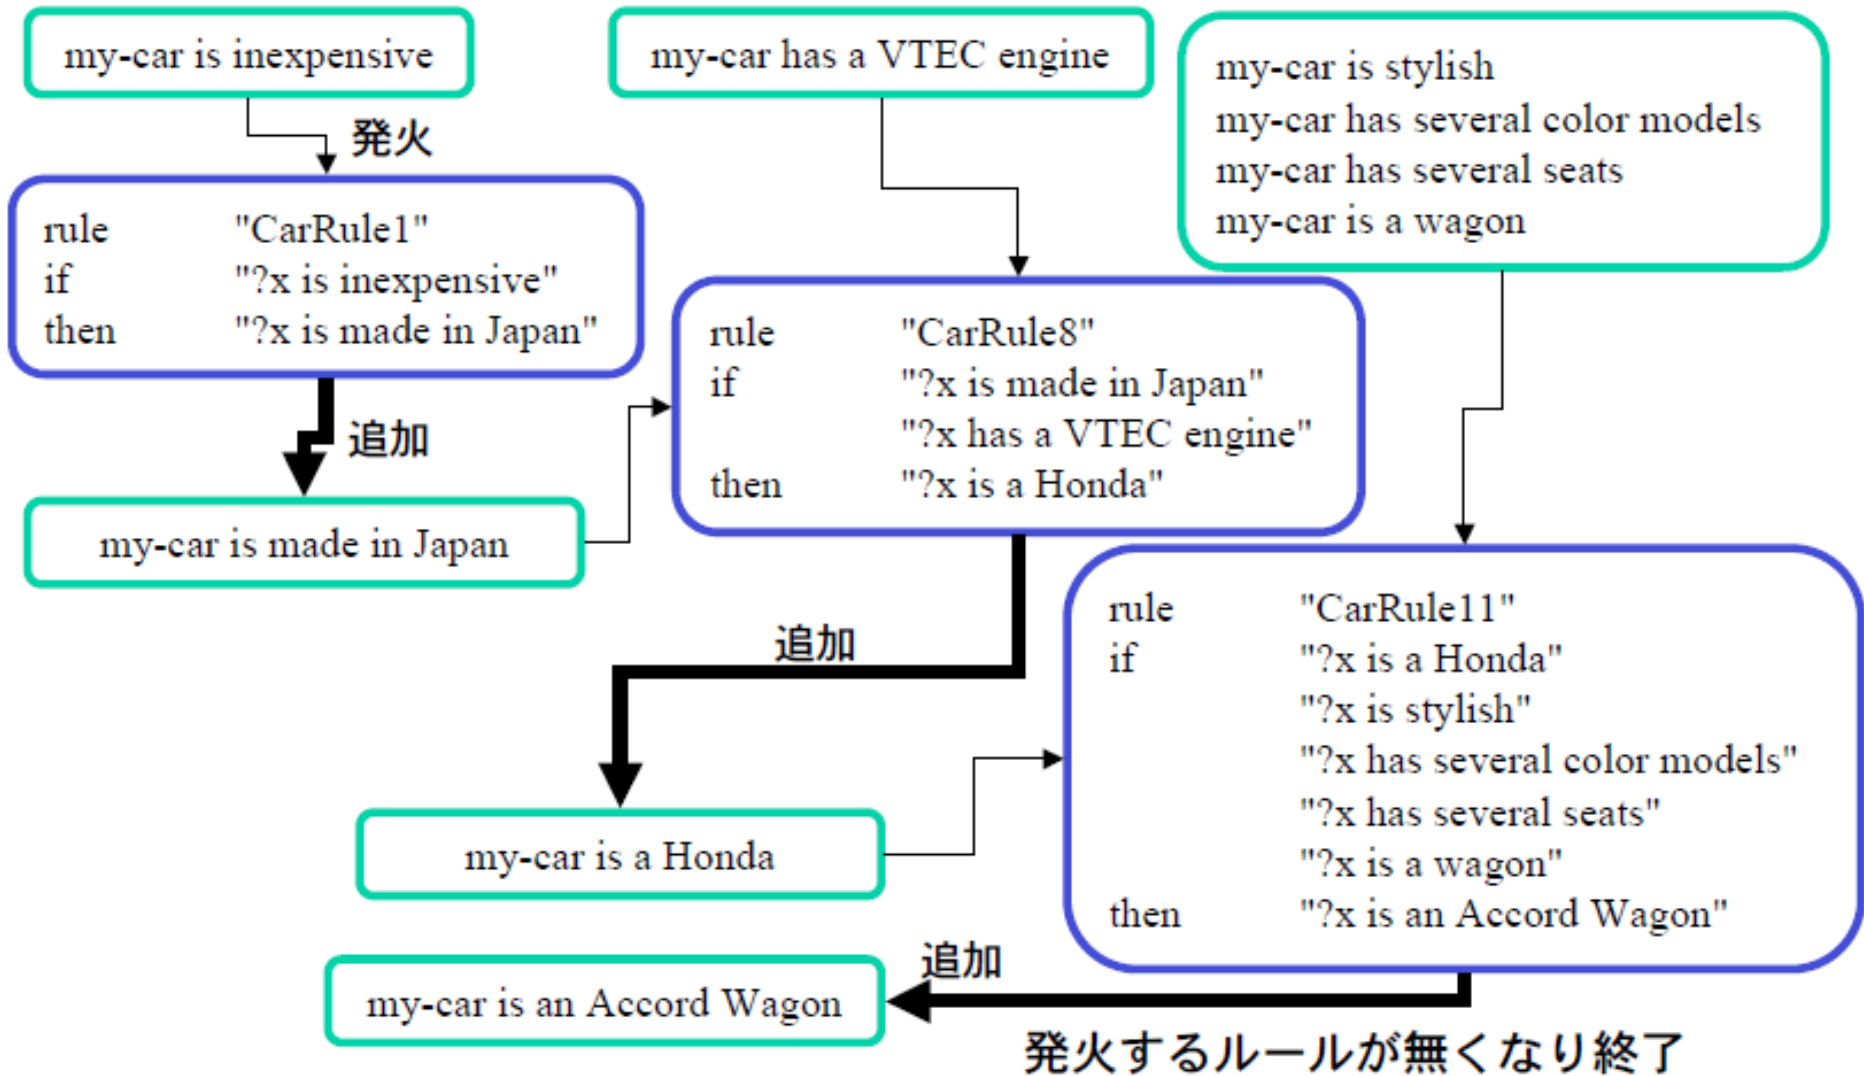 my-car is inexpensive
my-car has a VTEC engine
my-car is stylish
my-car has several color models
my-car has several seats
my-car is a wagon
発火
rule "CarRule1"
if "?x is inexpensive"
then "?x is made in Japan"
追加
my-car is made in Japan
rule "CarRule8"
if "?x is made in Japan"
"?x has a VTEC engine"
then "?x is a Honda"
追加
my-car is a Honda
rule "CarRule11"
if "?x is a Honda"
"?x is stylish"
"?x has several color models"
"?x has several seats"
"?x is a wagon"
then "?x is an Accord Wagon"
追加
my-car is an Accord Wagon
発火するルールが無くなり終了